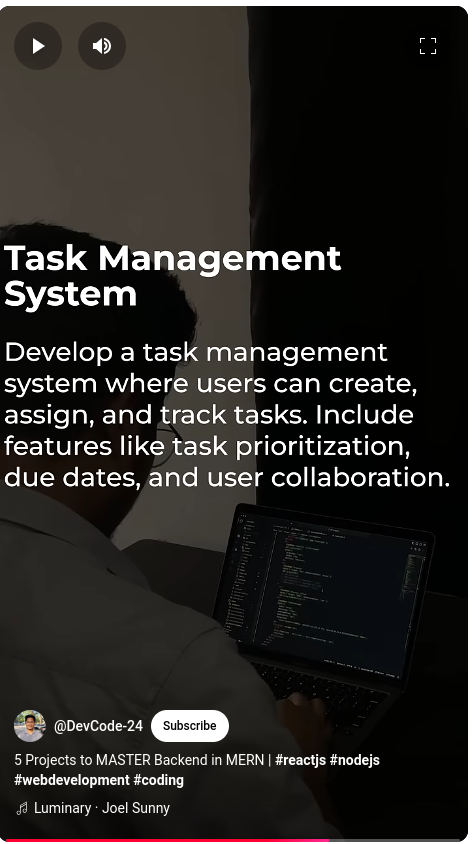 Task Management
System
Develop a task management
system where users can create,
assign, and track tasks. Include
features like task prioritization,
due dates, and user collaboration.
@DevCode-24 Subscribe
5 Projects to MASTER Backend in MERN | #reactjs #nodejs
#webdevelopment #coding
Luminary · Joel Sunny